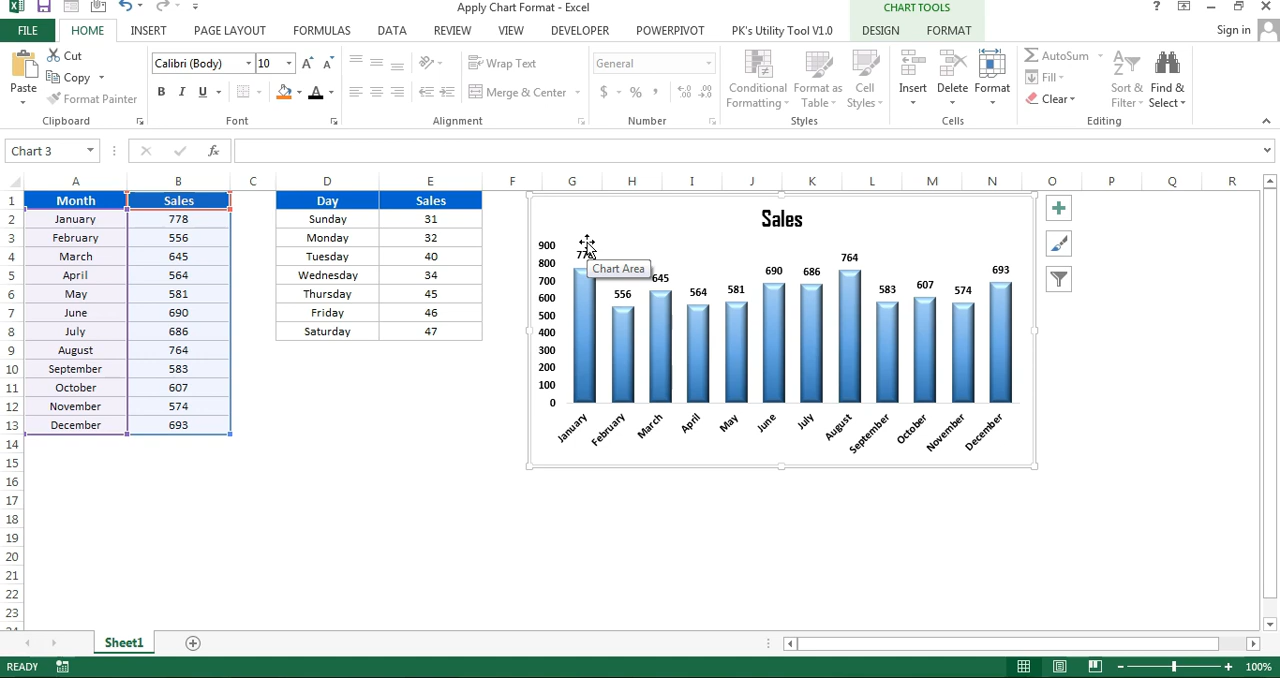 Apply Chart Format - Excel
CHART TOOLS
?
FILE HOME INSERT PAGE LAYOUT FORMULAS DATA REVIEW VIEW DEVELOPER POWERPIVOT PK's Utility Tool V1.0 DESIGN FORMAT Sign in
Paste
Cut
Copy
Format Painter
Clipboard
Calibri (Body) 10
B I U
Font
Wrap Text
Merge & Center
Alignment
General
$ % ,
Number
Conditional Formatting
Format as Table
Cell Styles
Styles
Insert
Delete
Format
Cells
AutoSum
Fill
Clear
Sort & Filter
Find & Select
Editing
Chart 3
fx
A B C D E F G H I J K L M N O P Q R
1 Month Sales Day Sales
2 January 778 Sunday 31
3 February 556 Monday 32
4 March 645 Tuesday 40
5 April 564 Wednesday 34
6 May 581 Thursday 45
7 June 690 Friday 46
8 July 686 Saturday 47
9 August 764
10 September 583
11 October 607
12 November 574
13 December 693
14
15
16
17
18
19
20
21
22
23
Sales
900
800
700
600
500
400
300
200
100
0
556 645 564 581 690 686 764 583 607 574 693
Chart Area
January February March April May June July August September October November December
Sheet1
READY
100%